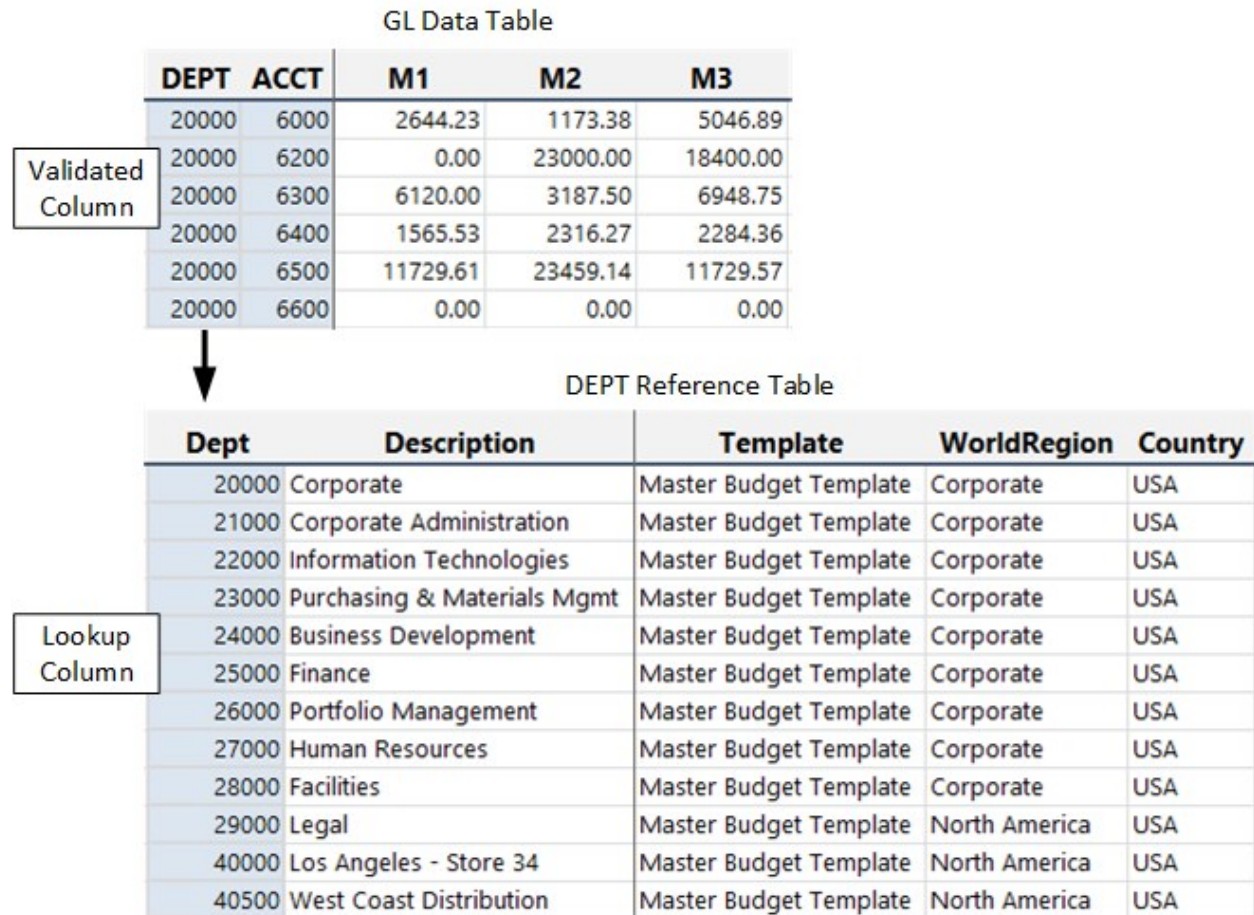 GL Data Table
DEPT ACCT M1 M2 M3
20000 6000 2644.23 1173.38 5046.89
20000 6200 0.00 23000.00 18400.00
20000 6300 6120.00 3187.50 6948.75
20000 6400 1565.53 2316.27 2284.36
20000 6500 11729.61 23459.14 11729.57
20000 6600 0.00 0.00 0.00
Validated
Column
DEPT Reference Table
Dept Description Template WorldRegion Country
20000 Corporate Master Budget Template Corporate USA
21000 Corporate Administration Master Budget Template Corporate USA
22000 Information Technologies Master Budget Template Corporate USA
23000 Purchasing & Materials Mgmt Master Budget Template Corporate USA
24000 Business Development Master Budget Template Corporate USA
25000 Finance Master Budget Template Corporate USA
26000 Portfolio Management Master Budget Template Corporate USA
27000 Human Resources Master Budget Template Corporate USA
28000 Facilities Master Budget Template Corporate USA
29000 Legal Master Budget Template North America USA
40000 Los Angeles - Store 34 Master Budget Template North America USA
40500 West Coast Distribution Master Budget Template North America USA
Lookup
Column